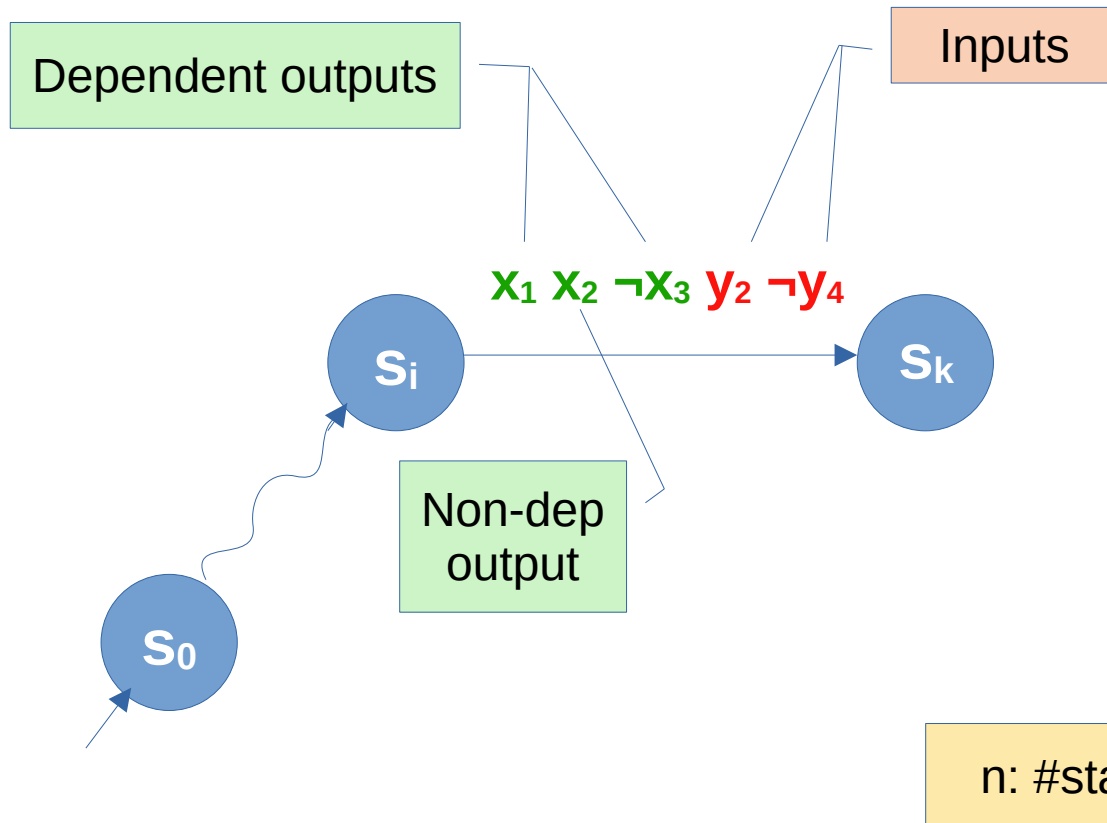 Dependent outputs
Inputs
x₁ x₂ ¬x₃ y₂ ¬y₄
sᵢ
sₖ
Non-dep
output
s₀
n: